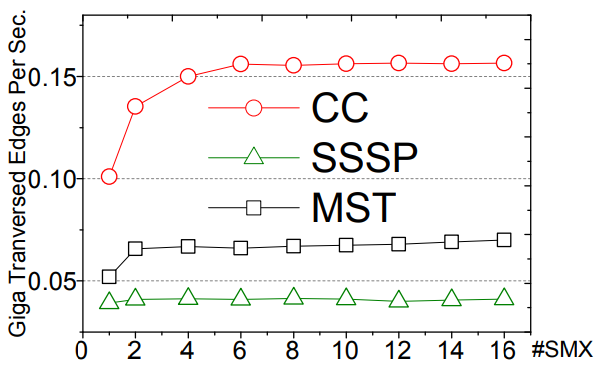 Giga Tranversed Edges Per Sec.
0.15
0.10
0.05
CC
SSSP
MST
0 2 4 6 8 10 12 14 16 #SMX